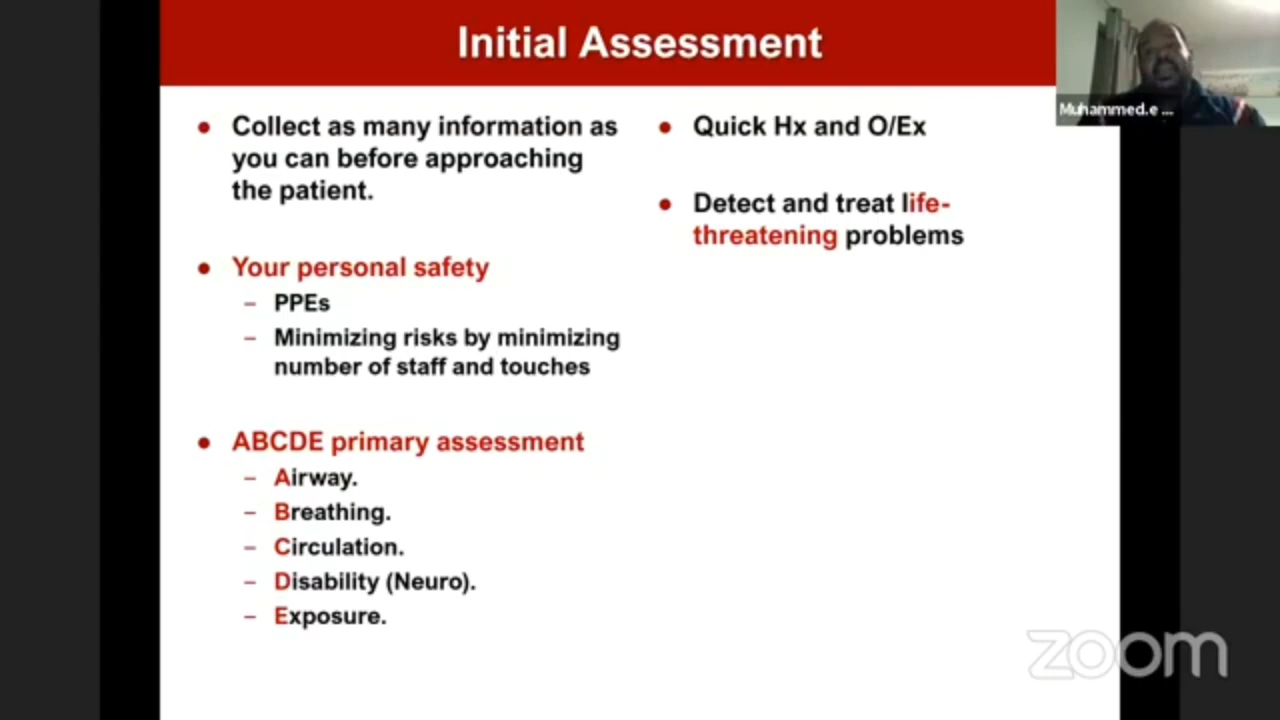 Initial Assessment
Muhammed.e ...
● Collect as many information as
you can before approaching
the patient.
● Your personal safety
– PPEs
– Minimizing risks by minimizing
number of staff and touches
● ABCDE primary assessment
– Airway.
– Breathing.
– Circulation.
– Disability (Neuro).
– Exposure.
● Quick Hx and O/Ex
● Detect and treat life-
threatening problems
zoom